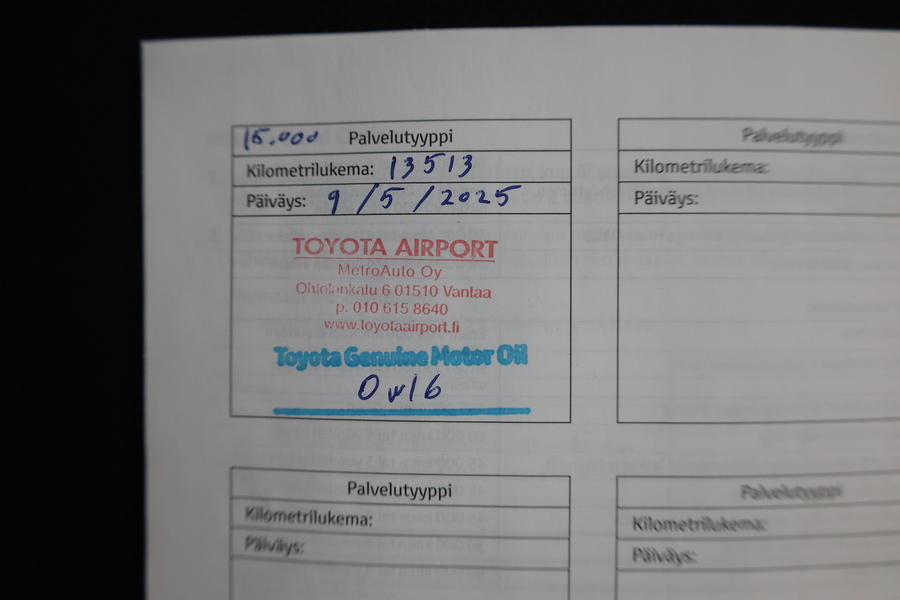 15.000 Palvelutyyppi
Kilometrilukema: 13513
Päiväys: 9/5/2025
TOYOTA AIRPORT
MetroAuto Oy
Ohtolankatu 6 01510 Vantaa
p. 010 615 8640
www.toyotaairport.fi
Toyota Genuine Motor Oil
0w16
Palvelutyyppi
Kilometrilukema:
Päiväys:
Palvelutyyppi
Kilometrilukema:
Päiväys:
Palvelutyyppi
Kilometrilukema:
Päiväys: